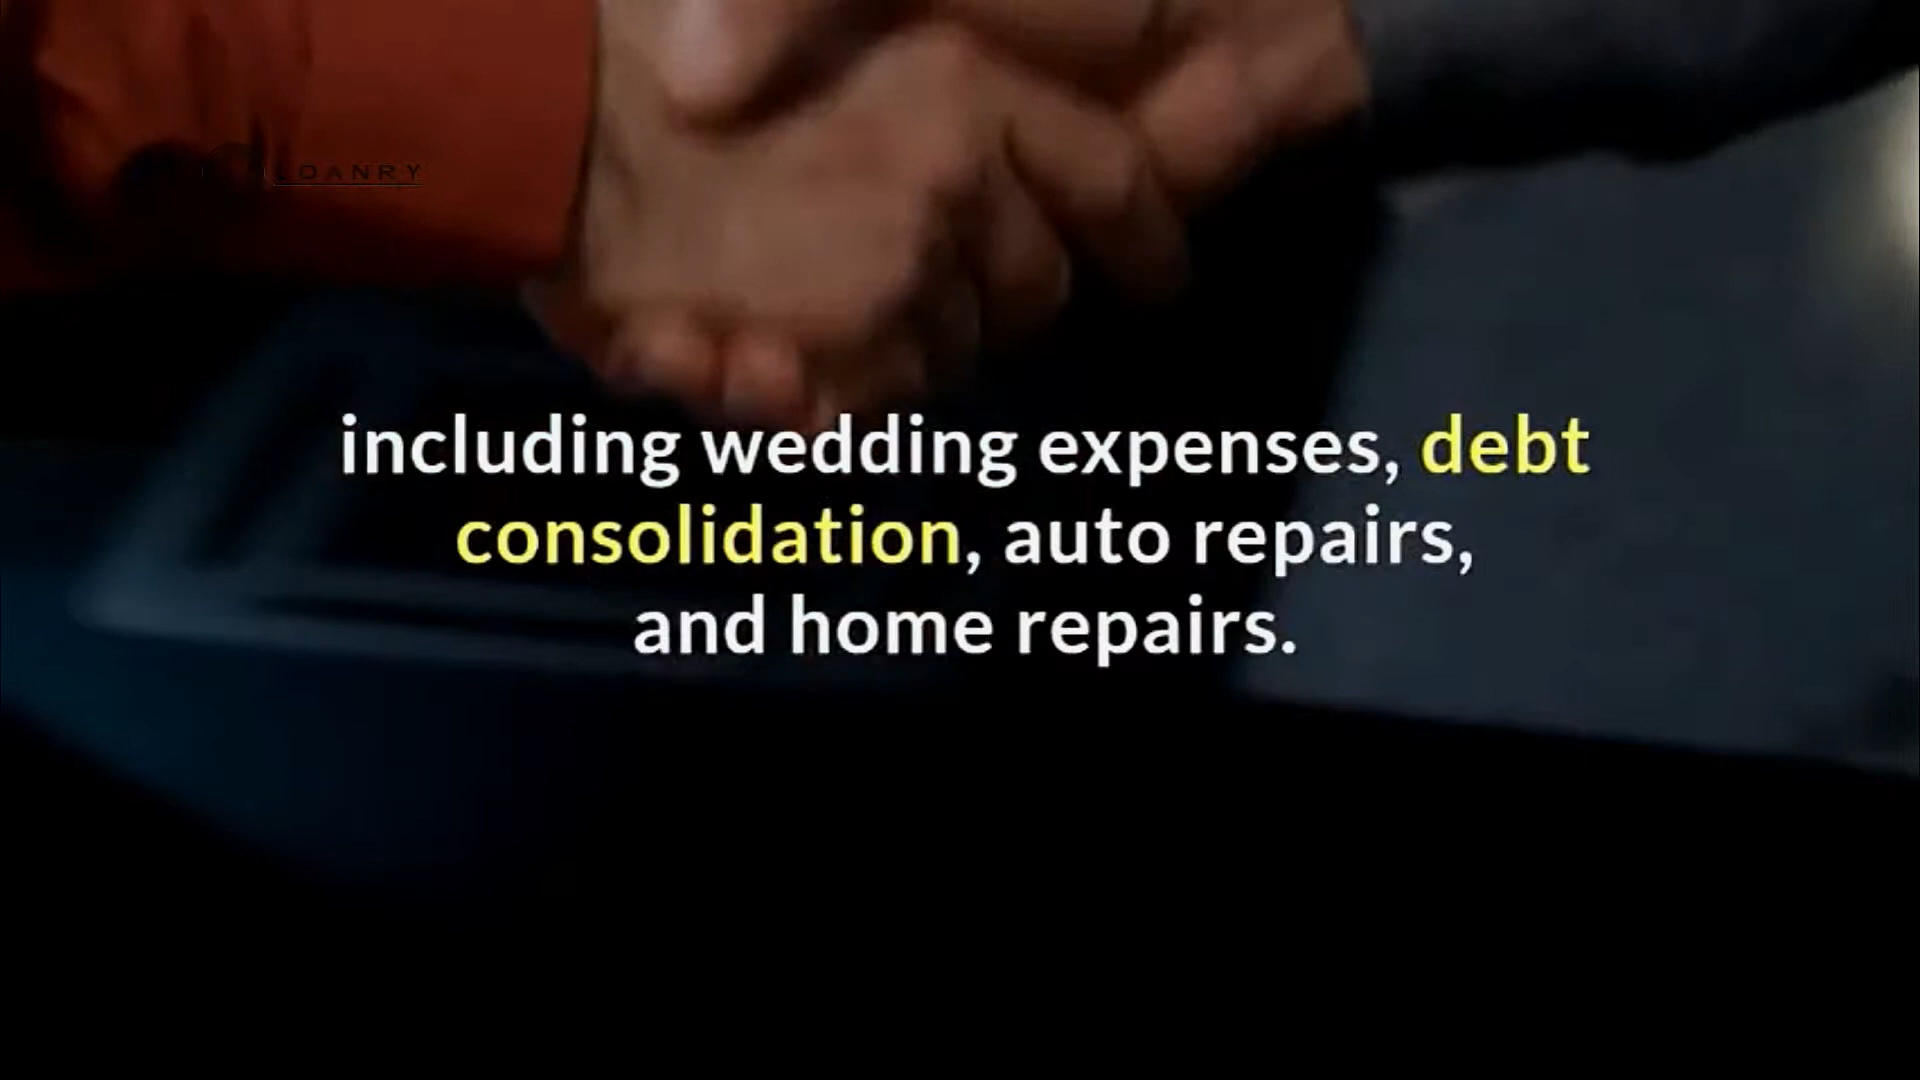 LOANRY
including wedding expenses, debt
consolidation, auto repairs,
and home repairs.